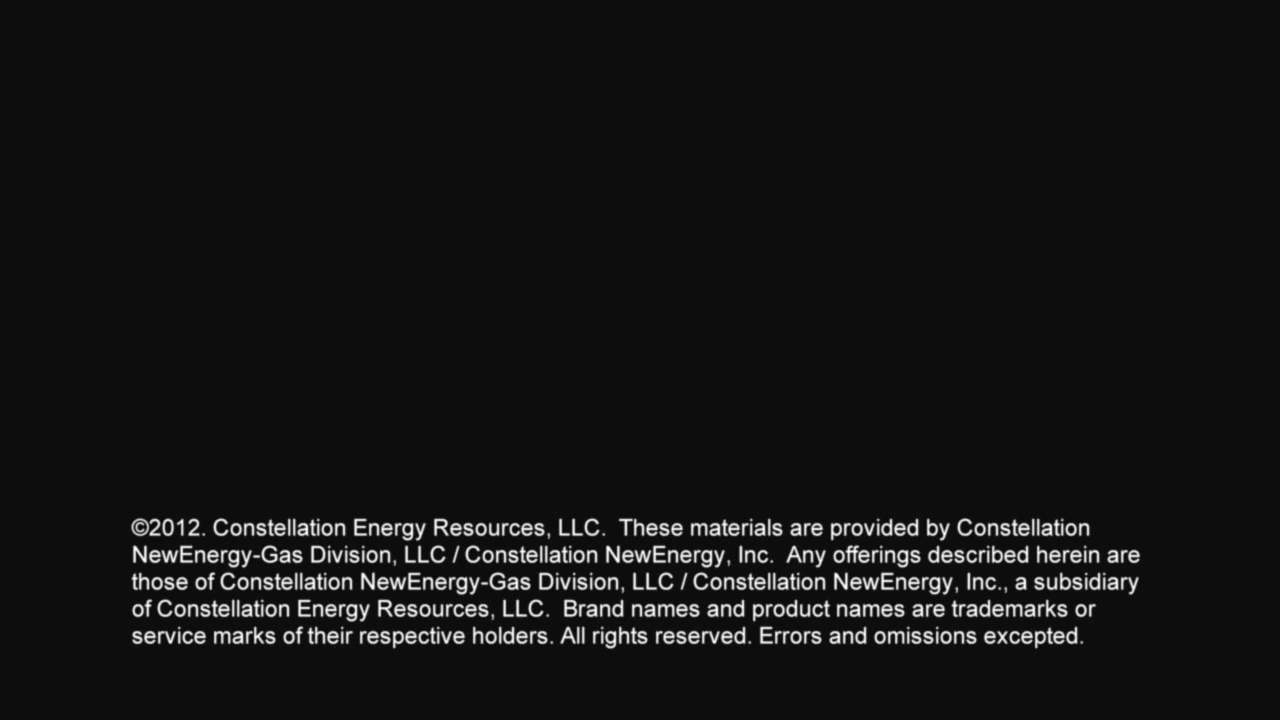 ©2012. Constellation Energy Resources, LLC.  These materials are provided by Constellation
NewEnergy-Gas Division, LLC / Constellation NewEnergy, Inc.  Any offerings described herein are
those of Constellation NewEnergy-Gas Division, LLC / Constellation NewEnergy, Inc., a subsidiary
of Constellation Energy Resources, LLC.  Brand names and product names are trademarks or
service marks of their respective holders. All rights reserved. Errors and omissions excepted.